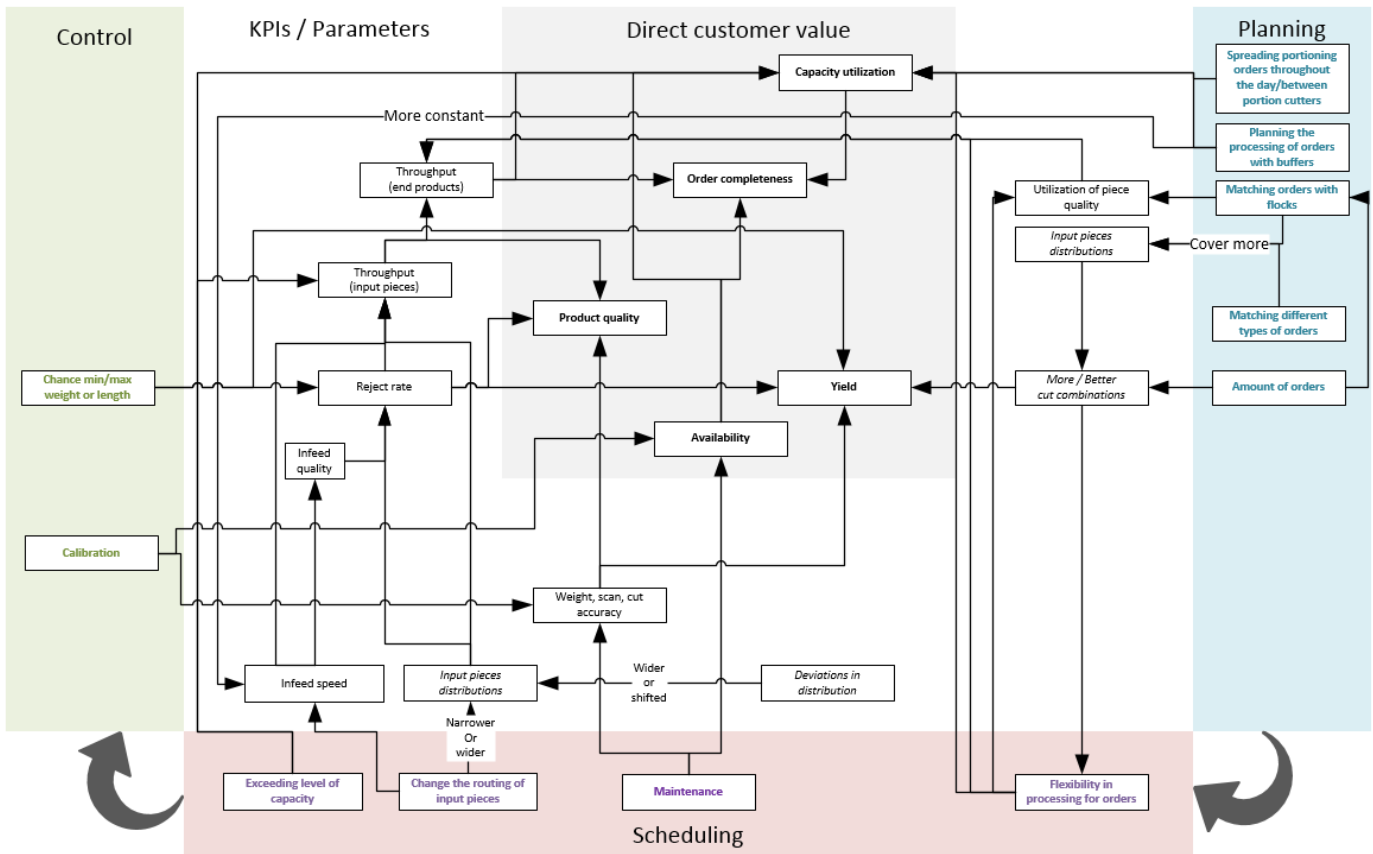 Control
KPIs / Parameters
Direct customer value
Planning
Capacity utilization
Spreading portioning
orders throughout
the day/between
portion cutters
More constant
Planning the
processing of orders
with buffers
Throughput
(end products)
Order completeness
Utilization of piece
quality
Matching orders with
flocks
Input pieces
distributions
Cover more
Throughput
(input pieces)
Product quality
Matching different
types of orders
Chance min/max
weight or length
Reject rate
Yield
More / Better
cut combinations
Amount of orders
Availability
Infeed
quality
Calibration
Weight, scan, cut
accuracy
Infeed speed
Input pieces
distributions
Wider
or
shifted
Deviations in
distribution
Narrower
Or
wider
Exceeding level of
capacity
Change the routing of
input pieces
Maintenance
Flexibility in
processing for orders
Scheduling